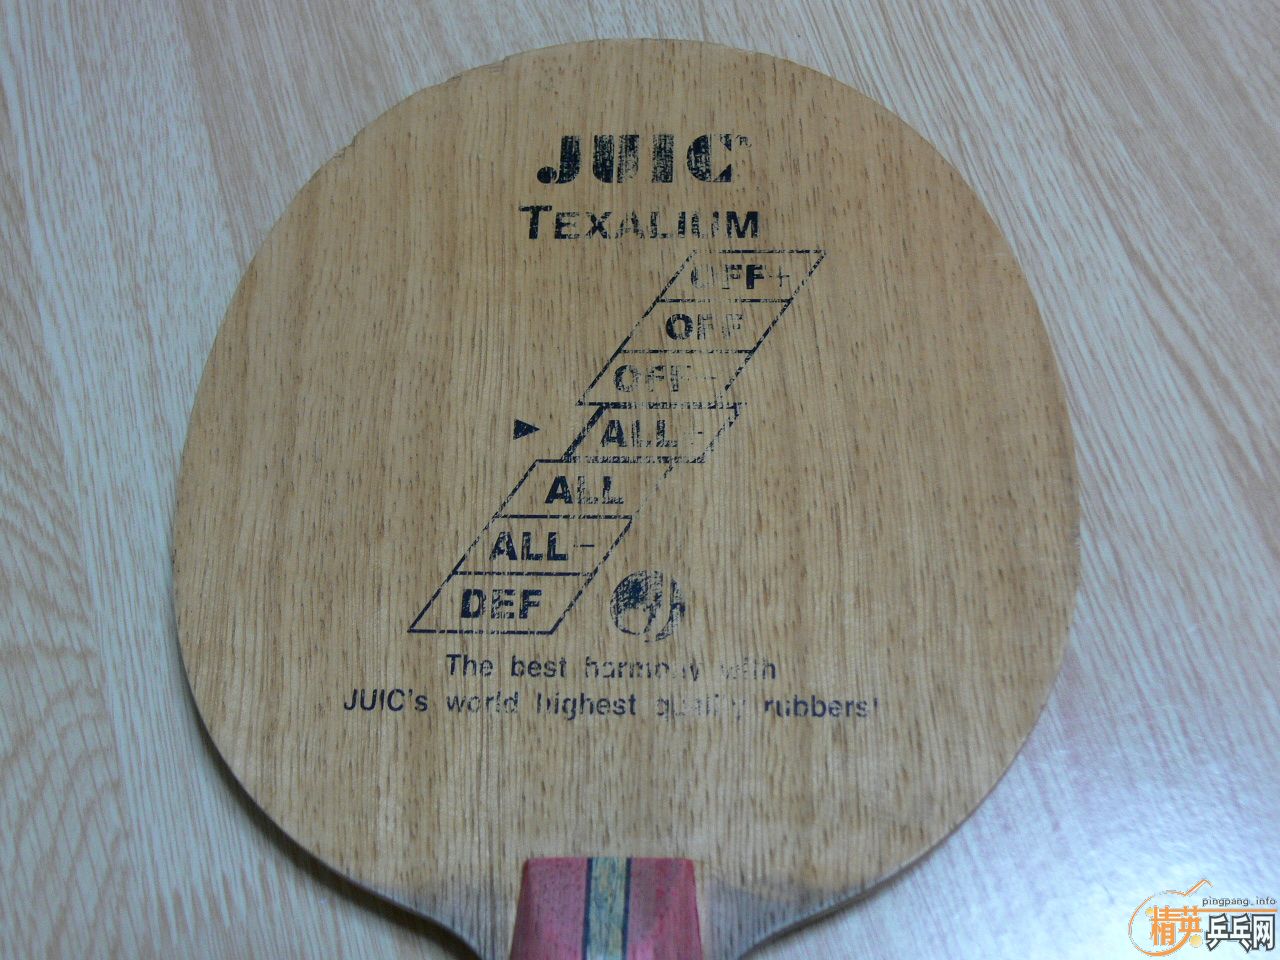 JUIC
TEXALIUM
OFF+
OFF
OFF-
ALL+
ALL
ALL-
DEF
The best harmony with
JUIC's world highest quality rubbers!
pingpang.info
精英乒乓网